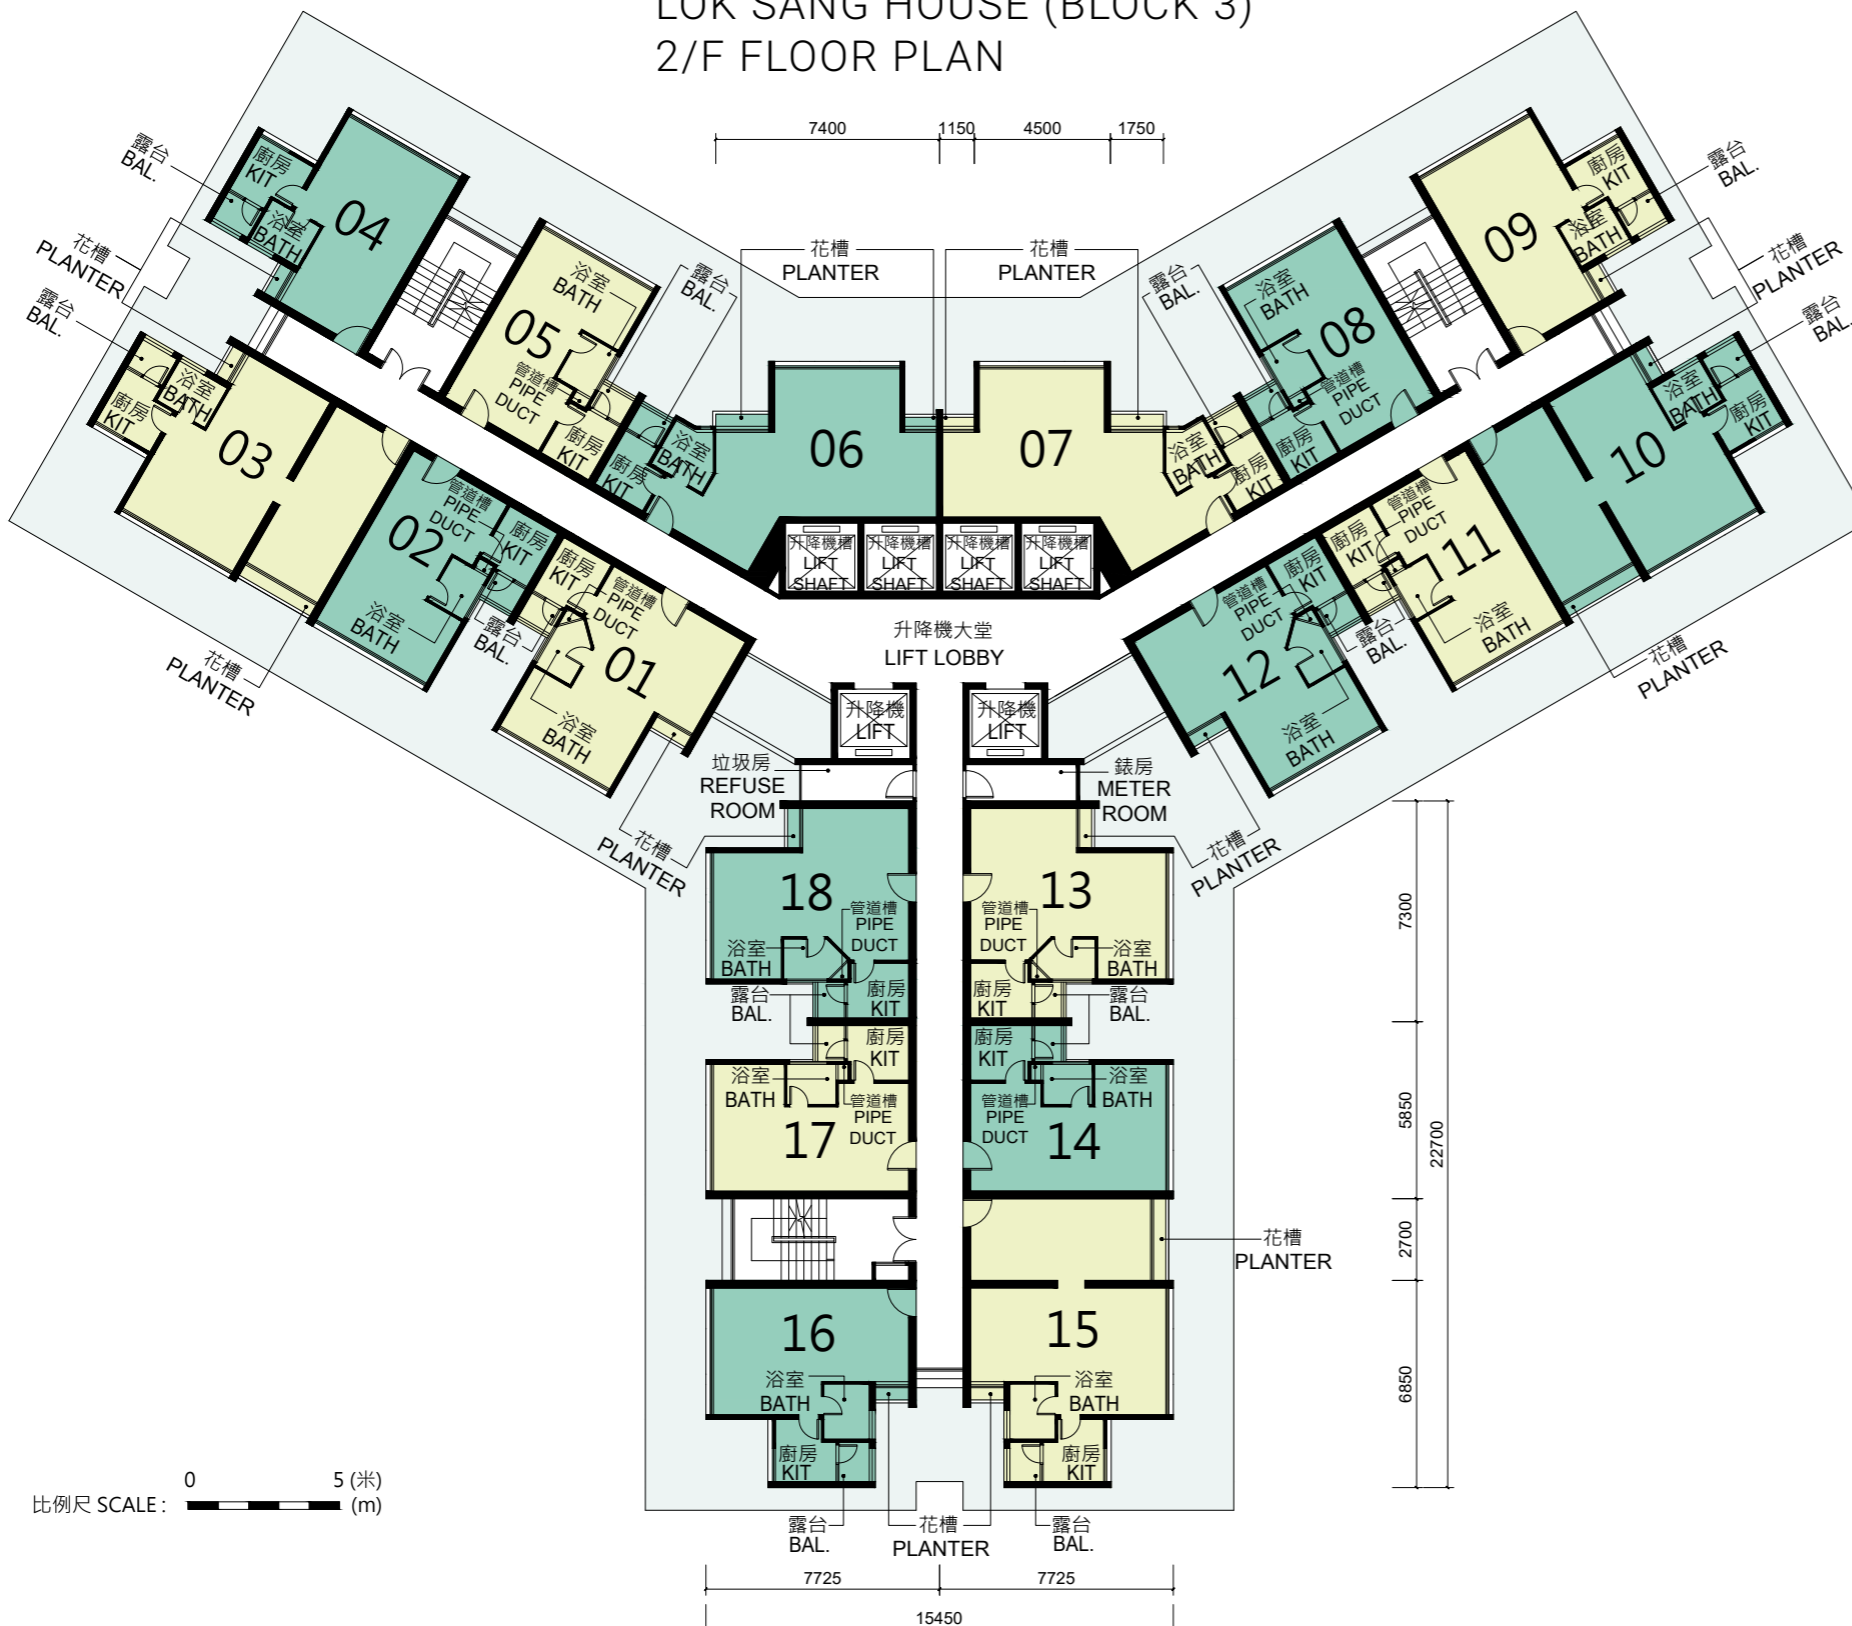 LOK SANG HOUSE (BLOCK 3)
2/F FLOOR PLAN
7400
1150
4500
1750
露台
BAL.
廚房
KIT
浴室
BATH
04
花槽
PLANTER
露台
BAL.
廚房
KIT
浴室
BATH
03
浴室
BATH
05
管道槽
PIPE
DUCT
廚房
KIT
露台
BAL.
花槽
PLANTER
花槽
PLANTER
廚房
KIT
浴室
BATH
06
07
浴室
BATH
廚房
KIT
露台
BAL.
浴室
BATH
08
管道槽
PIPE
DUCT
廚房
KIT
09
廚房
KIT
浴室
BATH
露台
BAL.
花槽
PLANTER
露台
BAL.
浴室
BATH
廚房
KIT
10
管道槽
PIPE
DUCT
02
廚房
KIT
浴室
BATH
露台
BAL.
廚房
KIT
管道槽
PIPE
DUCT
01
浴室
BATH
花槽
PLANTER
升降機槽
LIFT
SHAFT
升降機槽
LIFT
SHAFT
升降機槽
LIFT
SHAFT
升降機槽
LIFT
SHAFT
升降機大堂
LIFT LOBBY
升降機
LIFT
升降機
LIFT
廚房
KIT
管道槽
PIPE
DUCT
11
浴室
BATH
管道槽
PIPE
DUCT
廚房
KIT
12
浴室
BATH
露台
BAL.
花槽
PLANTER
垃圾房
REFUSE
ROOM
錶房
METER
ROOM
花槽
PLANTER
花槽
PLANTER
18
管道槽
PIPE
DUCT
浴室
BATH
廚房
KIT
露台
BAL.
13
管道槽
PIPE
DUCT
浴室
BATH
廚房
KIT
露台
BAL.
廚房
KIT
浴室
BATH
管道槽
PIPE
DUCT
17
廚房
KIT
浴室
BATH
管道槽
PIPE
DUCT
14
花槽
PLANTER
16
浴室
BATH
廚房
KIT
15
浴室
BATH
廚房
KIT
露台
BAL.
花槽
PLANTER
露台
BAL.
7300
5850
2700
6850
22700
7725
7725
15450
0
5 (米)
比例尺 SCALE :
(m)